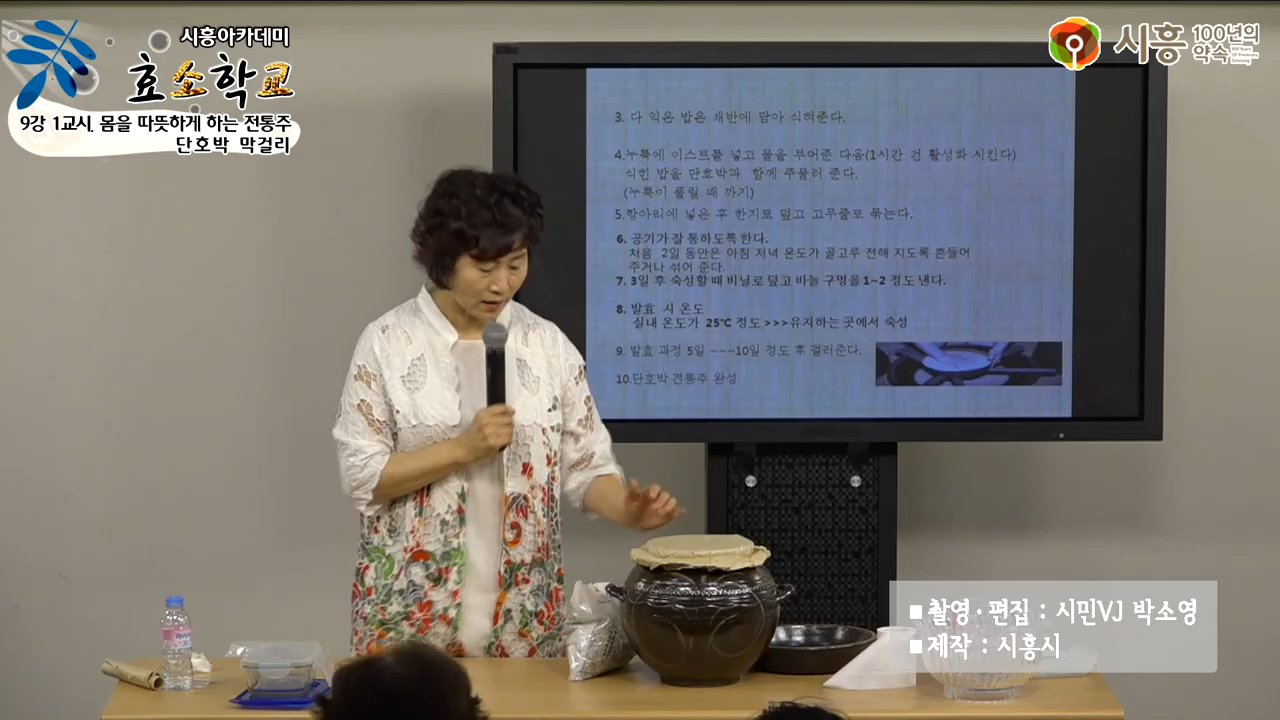 시흥아카데미
효소학교
9강 1교시. 몸을 따뜻하게 하는 전통주
단호박 막걸리
시흥 100년의 약속
3. 다 익은 밥은 채반에 담아 식혀준다.
4.누룩에 이스트를 넣고 물을 부어준 다음(1시간 전 활성화 시킨다)
식힌 밥을 단호박과 함께 주물러 준다.
(누룩이 풀릴 때 까지)
5.항아리에 넣은 후 한지로 덮고 고무줄로 묶는다.
6. 공기가 잘 통하도록 한다.
처음 2일 동안은 아침 저녁 온도가 골고루 전해 지도록 흔들어
주거나 섞어 준다.
7. 3일 후 숙성할 때 비닐로 덮고 바늘 구멍을 1~2 정도 낸다.
8. 발효 시 온도
실내 온도가 25℃ 정도 >>>유지하는 곳에서 숙성
9. 발효 과정 5일 ~~~10일 정도 후 걸러준다.
10.단호박 전통주 완성
■ 촬영·편집 : 시민VJ 박소영
■ 제작 : 시흥시